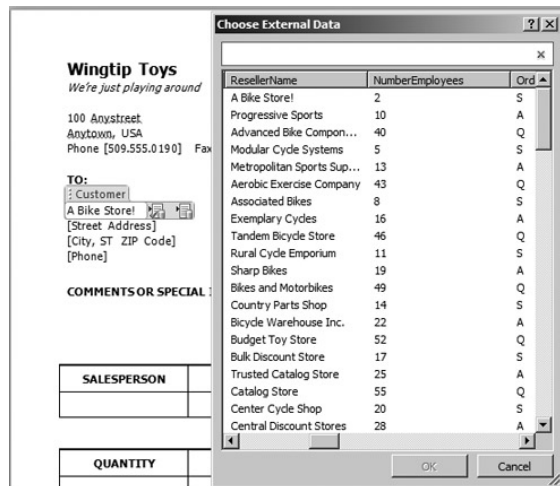 Choose External Data
Wingtip Toys
We're just playing around
100 Anystreet
Anytown, USA
Phone [509.555.0190] Fax
TO:
Customer
A Bike Store!
[Street Address]
[City, ST ZIP Code]
[Phone]
COMMENTS OR SPECIAL
SALESPERSON
QUANTITY
ResellerName NumberEmployees Ord
A Bike Store! 2 S
Progressive Sports 10 A
Advanced Bike Compon... 40 Q
Modular Cycle Systems 5 S
Metropolitan Sports Sup... 13 A
Aerobic Exercise Company 43 Q
Associated Bikes 8 S
Exemplary Cycles 16 A
Tandem Bicycle Store 46 Q
Rural Cycle Emporium 11 S
Sharp Bikes 19 A
Bikes and Motorbikes 49 Q
Country Parts Shop 14 S
Bicycle Warehouse Inc. 22 A
Budget Toy Store 52 Q
Bulk Discount Store 17 S
Trusted Catalog Store 25 A
Catalog Store 55 Q
Center Cycle Shop 20 S
Central Discount Stores 28 A
OK Cancel